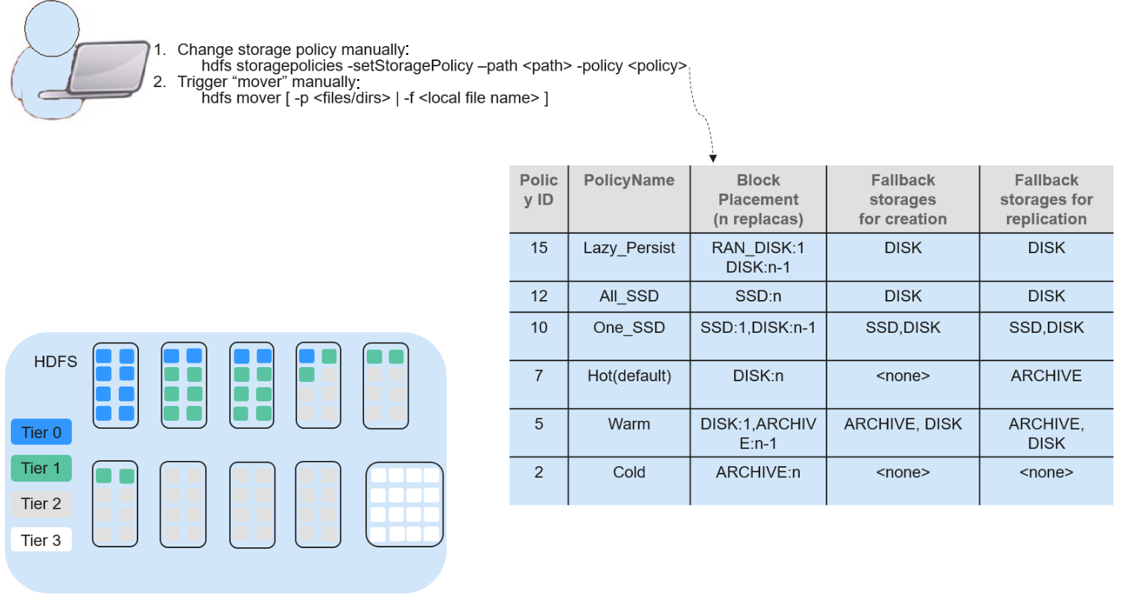 1. Change storage policy manually:
hdfs storagepolicies -setStoragePolicy –path <path> -policy <policy>
2. Trigger “mover” manually:
hdfs mover [ -p <files/dirs> | -f <local file name> ]
Polic
y ID
PolicyName
Block
Placement
(n replacas)
Fallback
storages
for creation
Fallback
storages for
replication
15
Lazy_Persist
RAN_DISK:1
DISK:n-1
DISK
DISK
12
All_SSD
SSD:n
DISK
DISK
10
One_SSD
SSD:1,DISK:n-1
SSD,DISK
SSD,DISK
7
Hot(default)
DISK:n
<none>
ARCHIVE
5
Warm
DISK:1,ARCHIV
E:n-1
ARCHIVE, DISK
ARCHIVE,
DISK
2
Cold
ARCHIVE:n
<none>
<none>
HDFS
Tier 0
Tier 1
Tier 2
Tier 3